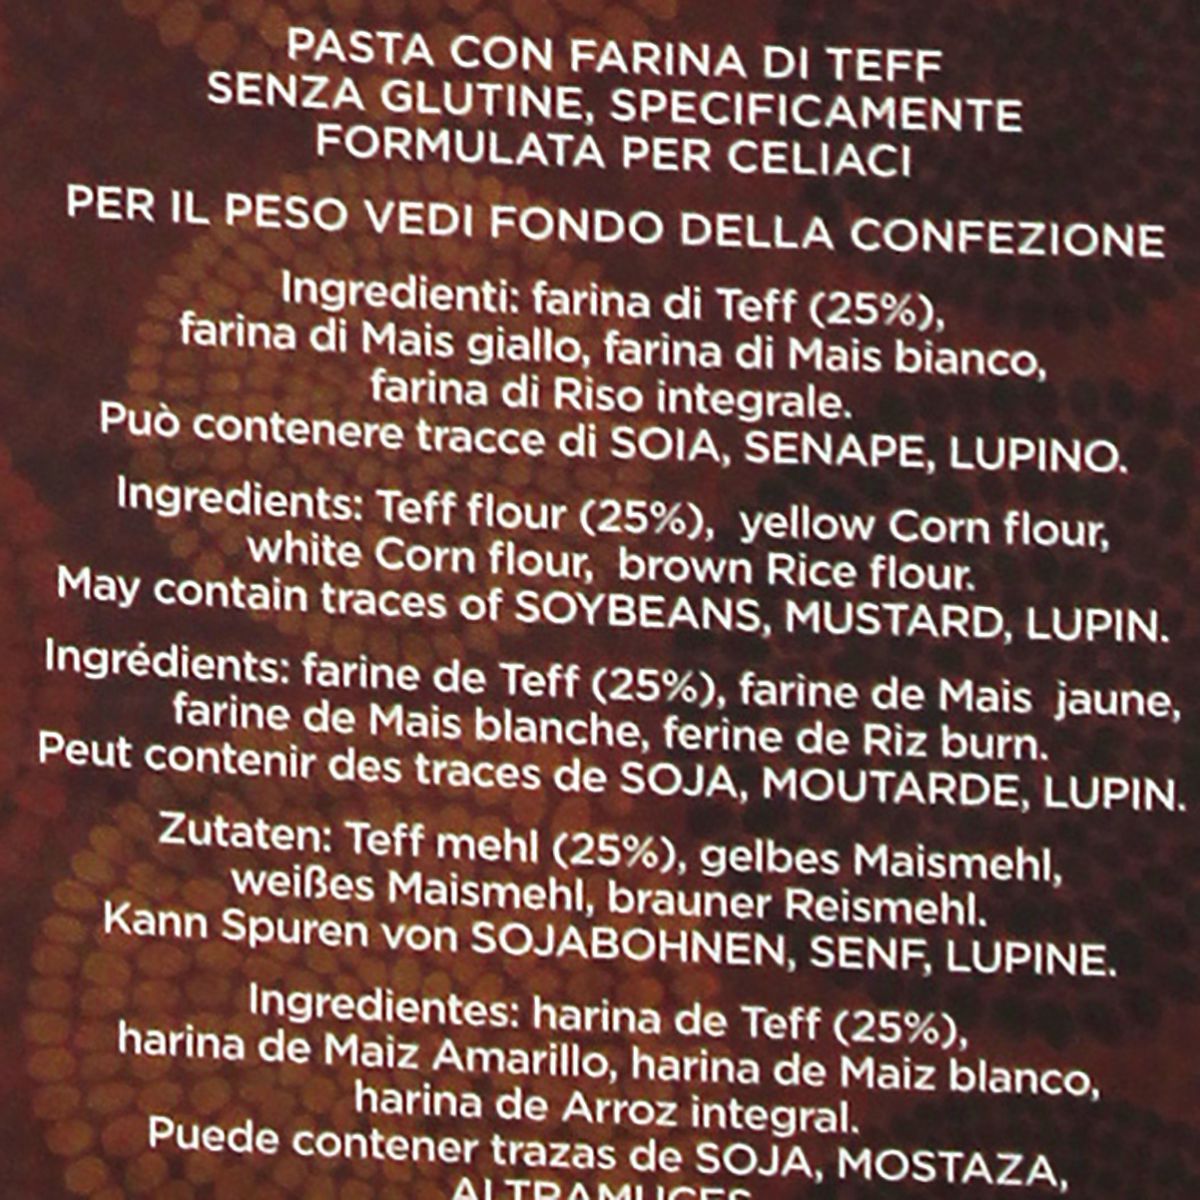 PASTA CON FARINA DI TEFF
SENZA GLUTINE, SPECIFICAMENTE
FORMULATA PER CELIACI
PER IL PESO VEDI FONDO DELLA CONFEZIONE
Ingredienti: farina di Teff (25%),
farina di Mais giallo, farina di Mais bianco,
farina di Riso integrale.
Può contenere tracce di SOIA, SENAPE, LUPINO.
Ingredients: Teff flour (25%), yellow Corn flour,
white Corn flour, brown Rice flour.
May contain traces of SOYBEANS, MUSTARD, LUPIN.
Ingrédients: farine de Teff (25%), farine de Mais jaune,
farine de Mais blanche, ferine de Riz burn.
Peut contenir des traces de SOJA, MOUTARDE, LUPIN.
Zutaten: Teff mehl (25%), gelbes Maismehl,
weißes Maismehl, brauner Reismehl.
Kann Spuren von SOJABOHNEN, SENF, LUPINE.
Ingredientes: harina de Teff (25%),
harina de Maiz Amarillo, harina de Maiz blanco,
harina de Arroz integral.
Puede contener trazas de SOJA, MOSTAZA,
ALTRAMUCES